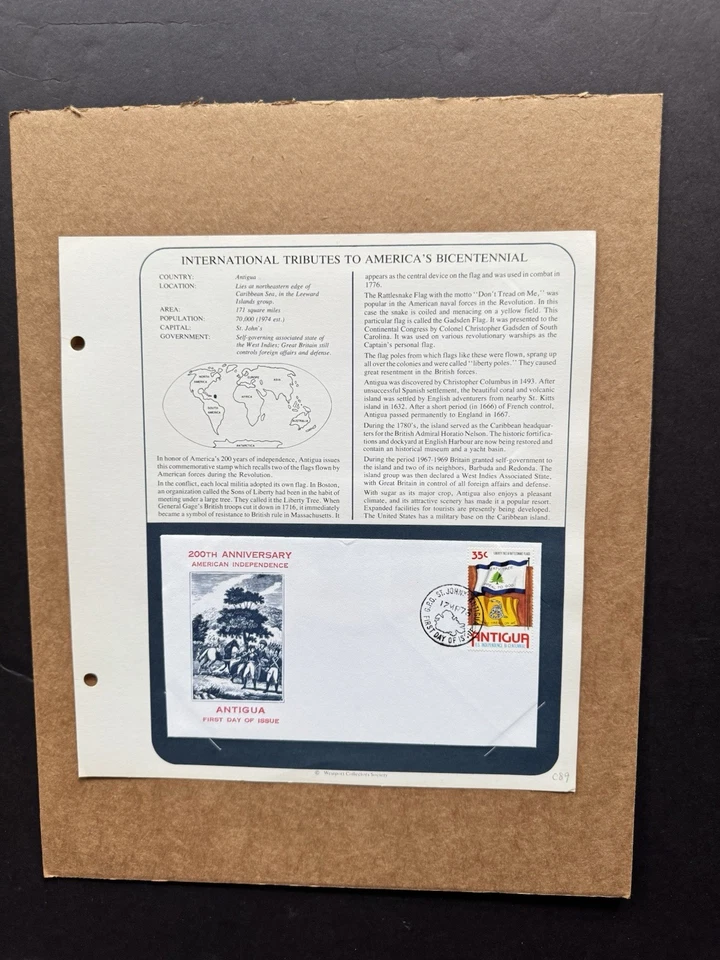 INTERNATIONAL TRIBUTES TO AMERICA'S BICENTENNIAL
COUNTRY: Antigua
LOCATION: Lies at northeastern edge of
Caribbean Sea, in the Leeward
Islands group.
AREA: 171 square miles
POPULATION: 70,000 (1974 est.)
CAPITAL: St. John's
GOVERNMENT: Self-governing associated state of
the West Indies; Great Britain still
controls foreign affairs and defense.
NORTH
AMERICA
EUROPE
ASIA
AFRICA
SOUTH
AMERICA
AUSTRALIA
ANTARCTICA
In honor of America's 200 years of independence, Antigua issues
this commemorative stamp which recalls two of the flags flown by
American forces during the Revolution.
In the conflict, each local militia adopted its own flag. In Boston,
an organization called the Sons of Liberty had been in the habit of
meeting under a large tree. They called it the Liberty Tree. When
General Gage's British troops cut it down in 1716, it immediately
became a symbol of resistance to British rule in Massachusetts. It
appears as the central device on the flag and was used in combat in
1776.
The Rattlesnake Flag with the motto "Don't Tread on Me," was
popular in the American naval forces in the Revolution. In this
case the snake is coiled and menacing on a yellow field. This
particular flag is called the Gadsden Flag. It was presented to the
Continental Congress by Colonel Christopher Gadsden of South
Carolina. It was used on various revolutionary warships as the
Captain's personal flag.
The flag poles from which flags like these were flown, sprang up
all over the colonies and were called "liberty poles." They caused
great resentment in the British forces.
Antigua was discovered by Christopher Columbus in 1493. After
unsuccessful Spanish settlement, the beautiful coral and volcanic
island was settled by English adventurers from nearby St. Kitts
island in 1632. After a short period (in 1666) of French control,
Antigua passed permanently to England in 1667.
During the 1780's, the island served as the Caribbean headquar-
ters for the British Admiral Horatio Nelson. The historic fortifica-
tions and dockyard at English Harbour are now being restored and
contain an historical museum and a yacht basin.
During the period 1967-1969 Britain granted self-government to
the island and two of its neighbors, Barbuda and Redonda. The
island group was then declared a West Indies Associated State,
with Great Britain in control of all foreign affairs and defense.
With sugar as its major crop, Antigua also enjoys a pleasant
climate, and its attractive scenery has made it a popular resort.
Expanded facilities for tourists are presently being developed.
The United States has a military base on the Caribbean island.
200TH ANNIVERSARY
AMERICAN INDEPENDENCE
ANTIGUA
FIRST DAY OF ISSUE
G.P.O. ST. JOHN'S
FIRST DAY OF ISSUE
35c
ANTIGUA
U.S. INDEPENDENCE BI-CENTENNIAL
© Westport Collectors Society
C89